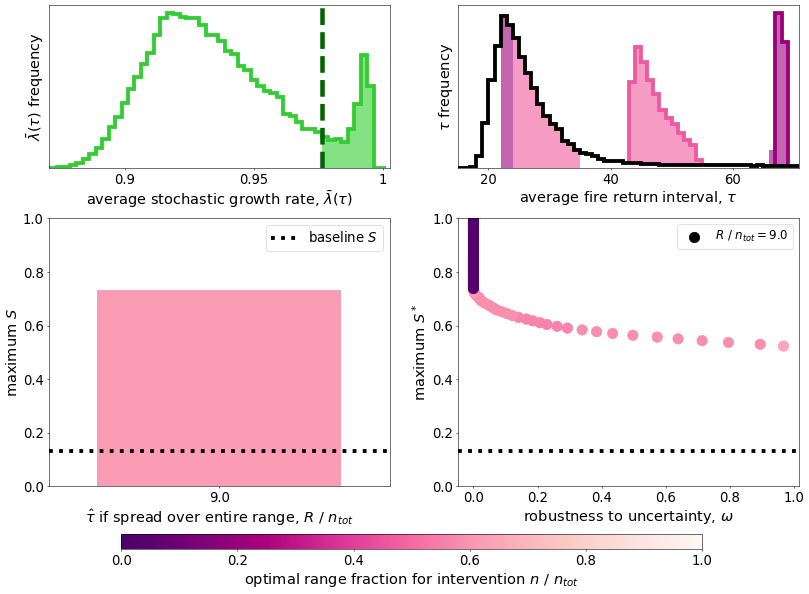 λ̄(τ) frequency
0.9
0.95
1
average stochastic growth rate, λ̄(τ)
τ frequency
20
40
60
average fire return interval, τ
maximum S
1.0
0.8
0.6
0.4
0.2
0.0
baseline S
9.0
τ̂ if spread over entire range, R / n_tot
maximum S*
1.0
0.8
0.6
0.4
0.2
0.0
R / n_tot = 9.0
0.0
0.2
0.4
0.6
0.8
1.0
robustness to uncertainty, ω
0.0
0.2
0.4
0.6
0.8
1.0
optimal range fraction for intervention n / n_tot